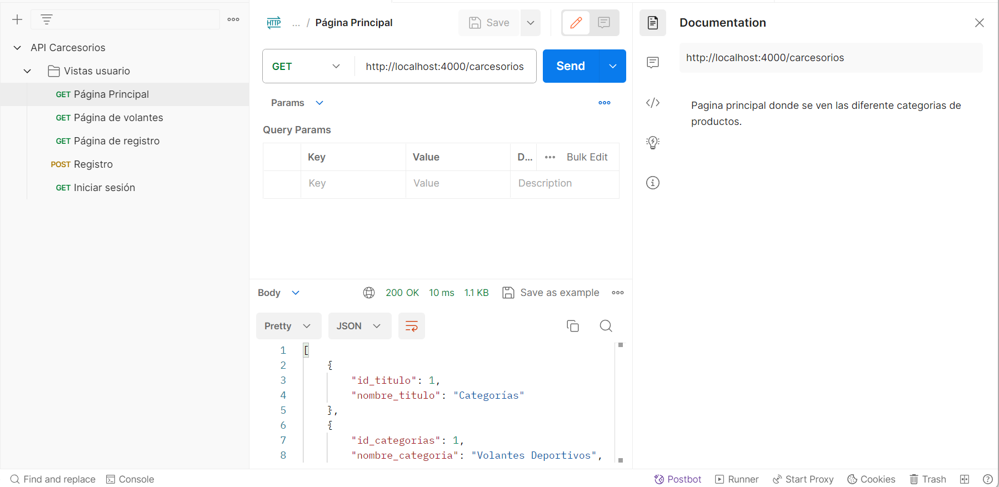 API Carcesorios
Vistas usuario
GET Página Principal
GET Página de volantes
GET Página de registro
POST Registro
GET Iniciar sesión
HTTP ... / Página Principal
Save
GET http://localhost:4000/carcesorios
Send
Params
Query Params
Key Value D... Bulk Edit
Key Value Description
Body 200 OK 10 ms 1.1 KB Save as example
Pretty JSON
1 [
2 {
3 "id_titulo": 1,
4 "nombre_titulo": "Categorías"
5 },
6 {
7 "id_categorias": 1,
8 "nombre_categoria": "Volantes Deportivos",
Documentation
http://localhost:4000/carcesorios
Pagina principal donde se ven las diferente categorias de
productos.
Find and replace Console Postbot Runner Start Proxy Cookies Trash